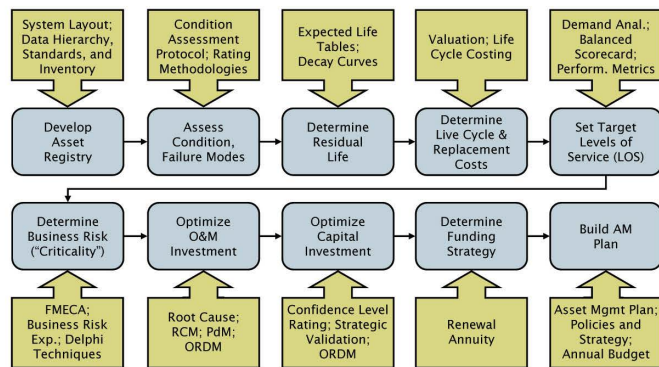 System Layout;
Data Hierarchy,
Standards, and
Inventory
Condition
Assessment
Protocol; Rating
Methodologies
Expected Life
Tables;
Decay Curves
Valuation; Life
Cycle Costing
Demand Anal.;
Balanced
Scorecard;
Perform. Metrics
Develop
Asset
Registry
Assess
Condition,
Failure Modes
Determine
Residual
Life
Determine
Live Cycle &
Replacement
Costs
Set Target
Levels of
Service (LOS)
Determine
Business Risk
(“Criticality”)
Optimize
O&M
Investment
Optimize
Capital
Investment
Determine
Funding
Strategy
Build AM
Plan
FMECA;
Business Risk
Exp.; Delphi
Techniques
Root Cause;
RCM; PdM;
ORDM
Confidence Level
Rating; Strategic
Validation;
ORDM
Renewal
Annuity
Asset Mgmt Plan;
Policies and
Strategy;
Annual Budget